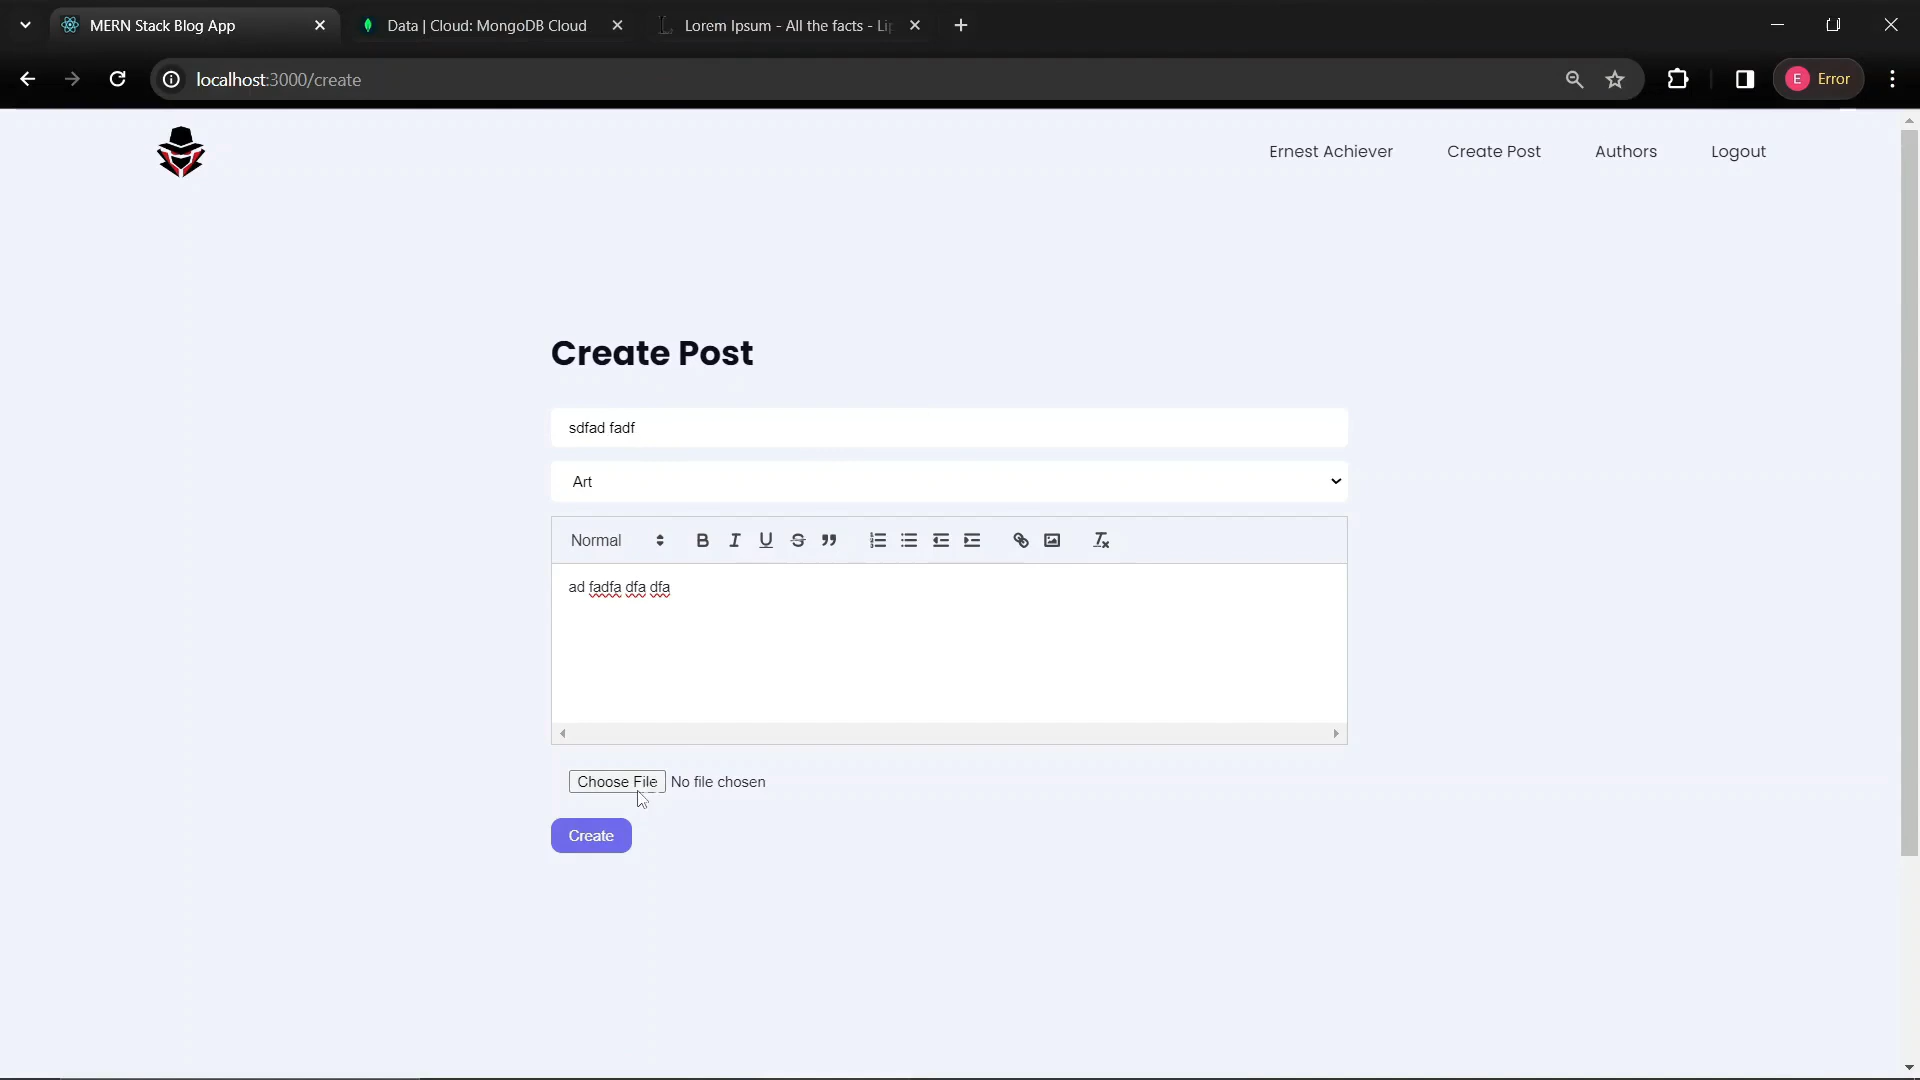 MERN Stack Blog App
Data | Cloud: MongoDB Cloud
Lorem Ipsum - All the facts - Li
localhost:3000/create
E Error
Ernest Achiever
Create Post
Authors
Logout
Create Post
sdfad fadf
Art
Normal
ad fadfa dfa dfa
Choose File No file chosen
Create